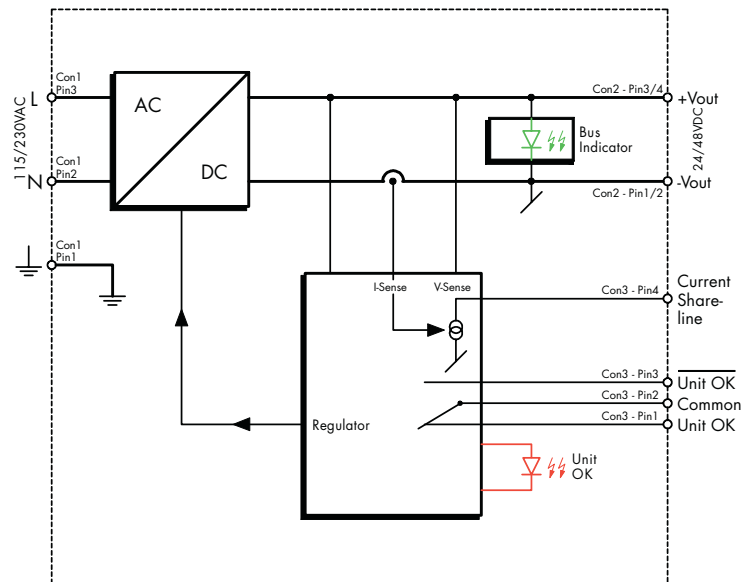 Con1
Pin3
L
AC
DC
115/230VAC
Con1
Pin2
N
Con1
Pin1
Con2 - Pin3/4
+Vout
24/48VDC
Bus
Indicator
-Vout
Con2 - Pin1/2
I-Sense
V-Sense
Con3 - Pin4
Current
Share-
line
Con3 - Pin3
Unit OK
Con3 - Pin2
Common
Con3 - Pin1
Unit OK
Regulator
Unit
OK